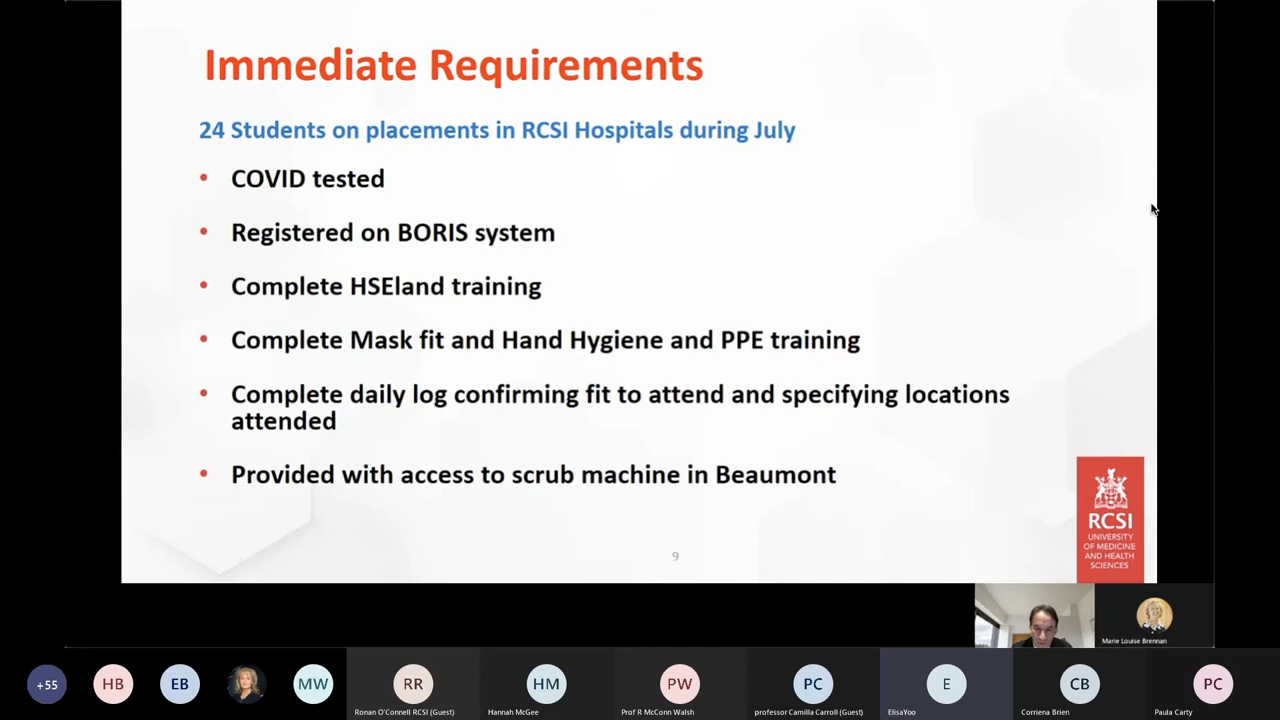 Immediate Requirements
24 Students on placements in RCSI Hospitals during July
• COVID tested
• Registered on BORIS system
• Complete HSEland training
• Complete Mask fit and Hand Hygiene and PPE training
• Complete daily log confirming fit to attend and specifying locations
attended
• Provided with access to scrub machine in Beaumont
9
RCSI
UNIVERSITY
OF MEDICINE
AND HEALTH
SCIENCES
Marie Louise Brennan
+55
HB
EB
MW
RR
HM
PW
PC
E
CB
PC
Ronan O'Connell RCSI (Guest)
Hannah McGee
Prof R McConn Walsh
professor Camilla Carroll (Guest)
ElisaYoo
Corriena Brien
Paula Carty